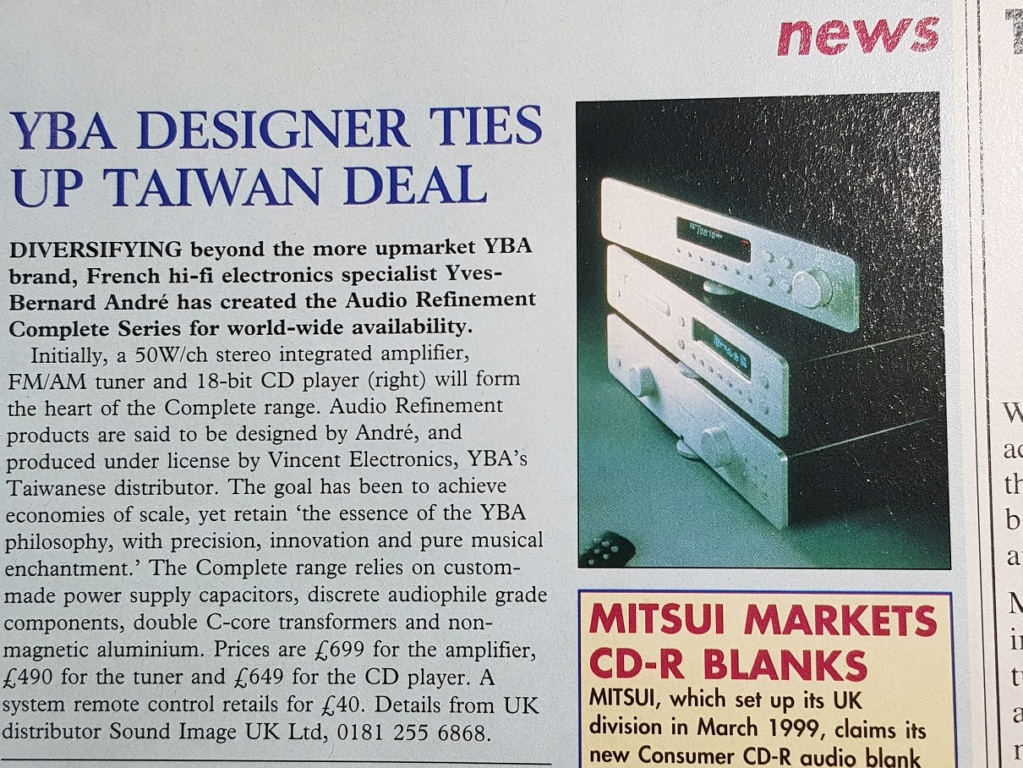 news
YBA DESIGNER TIES
UP TAIWAN DEAL
DIVERSIFYING beyond the more upmarket YBA
brand, French hi-fi electronics specialist Yves-
Bernard André has created the Audio Refinement
Complete Series for world-wide availability.
Initially, a 50W/ch stereo integrated amplifier,
FM/AM tuner and 18-bit CD player (right) will form
the heart of the Complete range. Audio Refinement
products are said to be designed by André, and
produced under license by Vincent Electronics, YBA's
Taiwanese distributor. The goal has been to achieve
economies of scale, yet retain 'the essence of the YBA
philosophy, with precision, innovation and pure musical
enchantment.' The Complete range relies on custom-
made power supply capacitors, discrete audiophile grade
components, double C-core transformers and non-
magnetic aluminium. Prices are £699 for the amplifier,
£490 for the tuner and £649 for the CD player. A
system remote control retails for £40. Details from UK
distributor Sound Image UK Ltd, 0181 255 6868.
MITSUI MARKETS
CD-R BLANKS
MITSUI, which set up its UK
division in March 1999, claims its
new Consumer CD-R audio blank